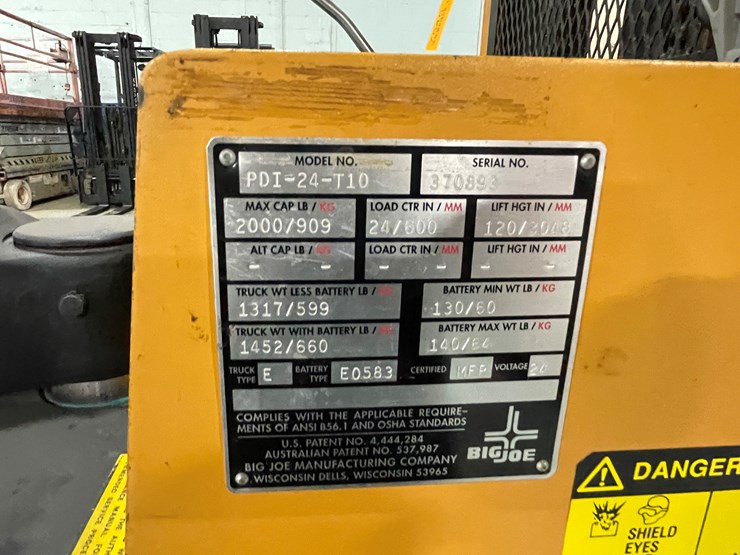 MODEL NO. SERIAL NO.
PDI-24-T10 370893
MAX CAP LB / KG LOAD CTR IN / MM LIFT HGT IN / MM
2000/909 24/600 120/3048
ALT CAP LB / KG LOAD CTR IN / MM LIFT HGT IN / MM
- - - - - -
TRUCK WT LESS BATTERY LB / KG BATTERY MIN WT LB / KG
1317/599 130/60
TRUCK WT WITH BATTERY LB / KG BATTERY MAX WT LB / KG
1452/660 140/64
TRUCK TYPE E BATTERY TYPE E0583 CERTIFIED MFR VOLTAGE 24
COMPLIES WITH THE APPLICABLE REQUIRE-
MENTS OF ANSI B56.1 AND OSHA STANDARDS
U.S. PATENT NO. 4,444,284
AUSTRALIAN PATENT NO. 537,987
BIG JOE MANUFACTURING COMPANY
WISCONSIN DELLS, WISCONSIN 53965
BIG JOE
DANGER
SHIELD
EYES